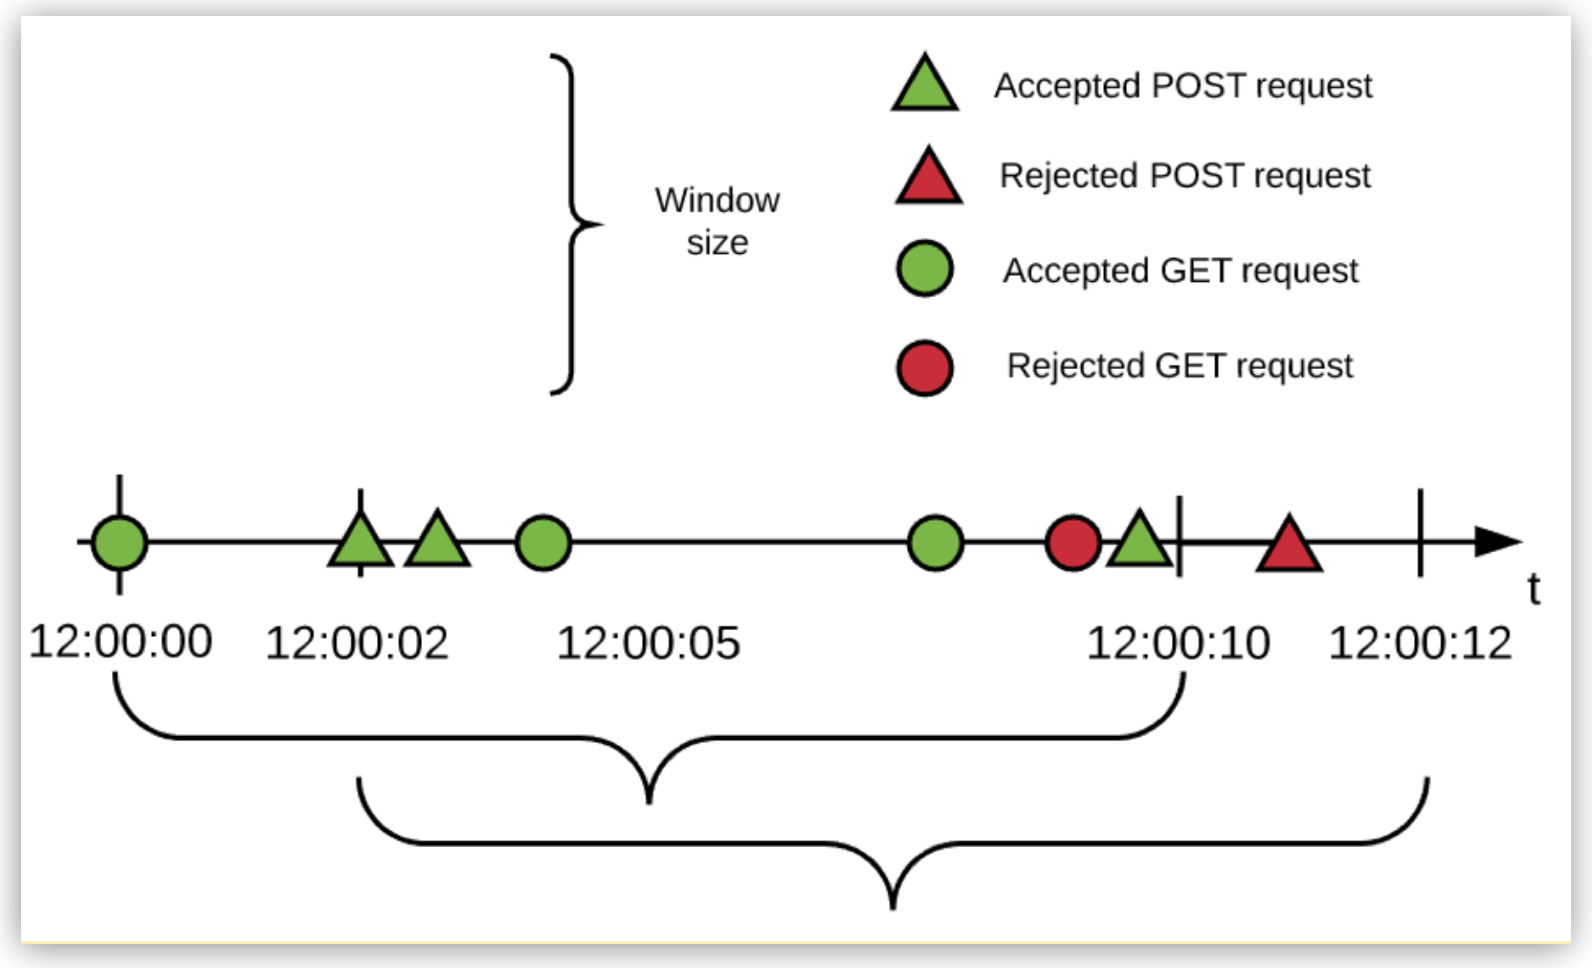 Window
size
Accepted POST request
Rejected POST request
Accepted GET request
Rejected GET request
t
12:00:00
12:00:02
12:00:05
12:00:10
12:00:12